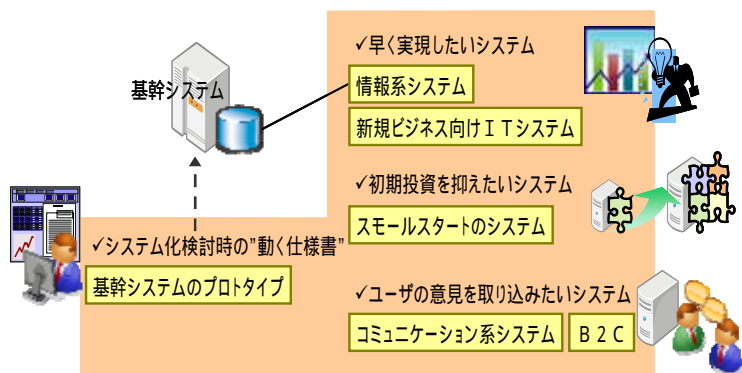 基幹システム
✓早く実現したいシステム
情報系システム
新規ビジネス向けＩＴシステム
✓初期投資を抑えたいシステム
スモールスタートのシステム
✓システム化検討時の”動く仕様書”
基幹システムのプロトタイプ
✓ユーザの意見を取り込みたいシステム
コミュニケーション系システム Ｂ２Ｃ